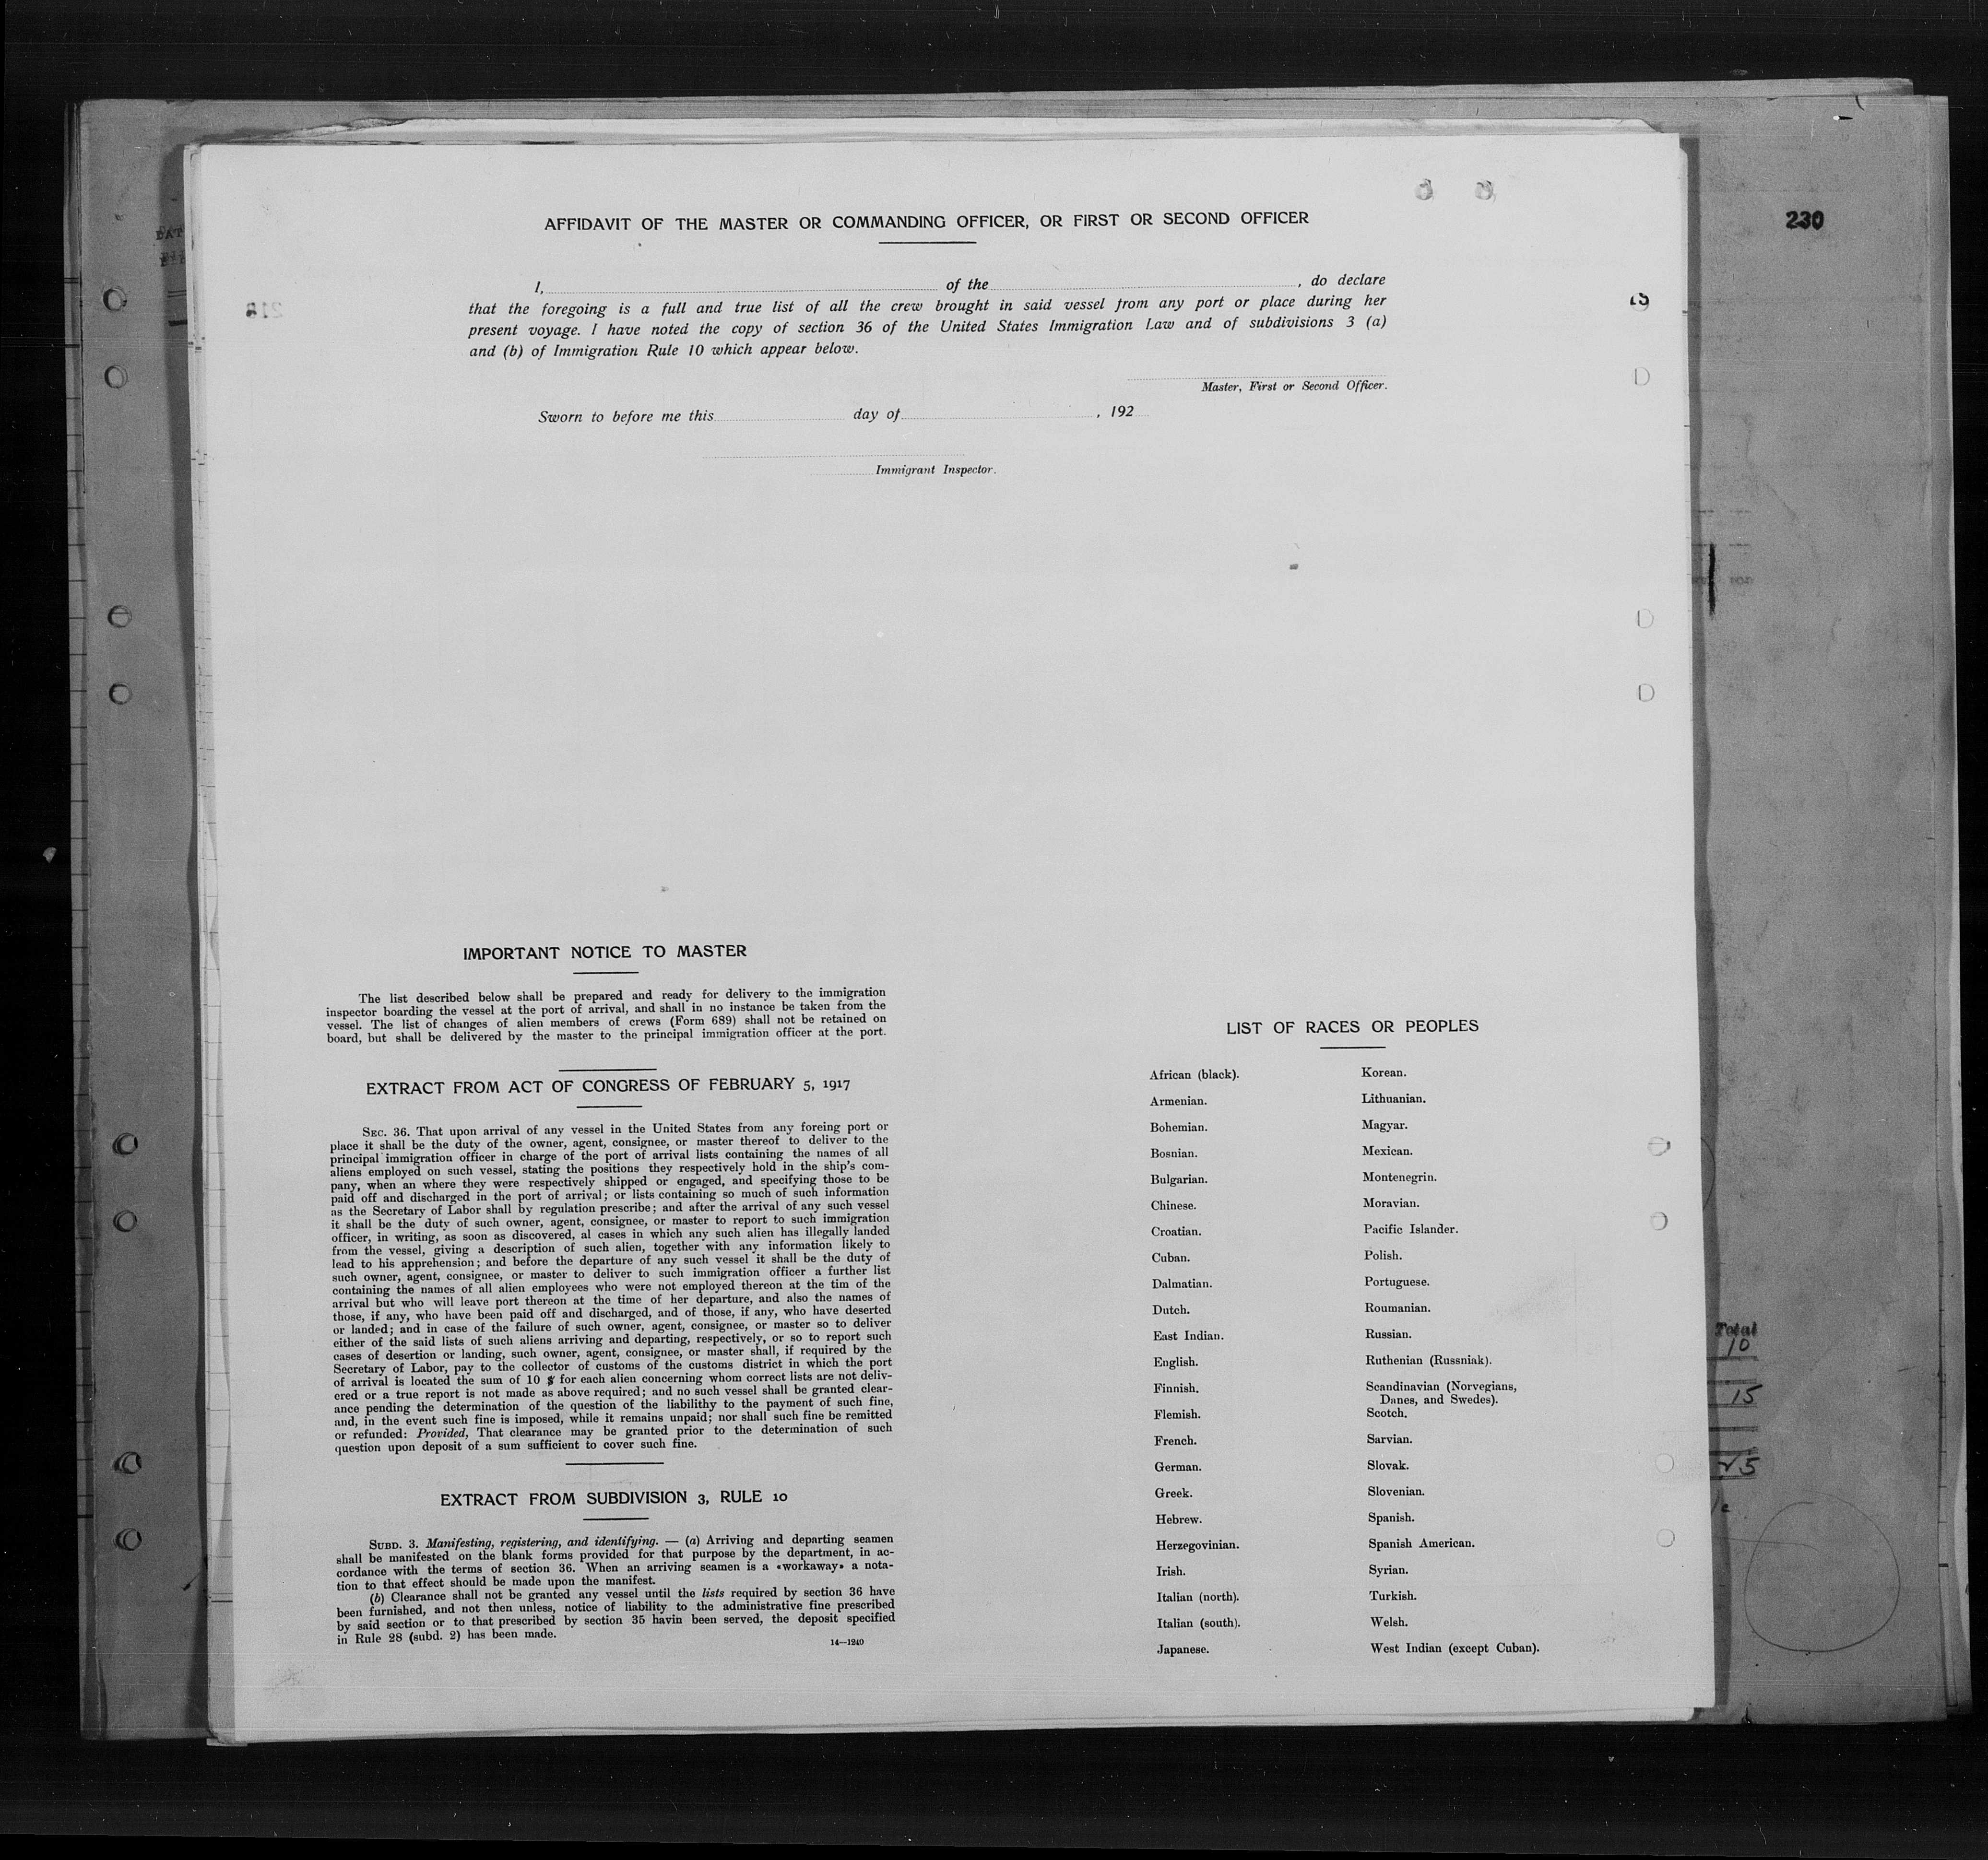 230
AFFIDAVIT OF THE MASTER OR COMMANDING OFFICER, OR FIRST OR SECOND OFFICER
I, of the , do declare
that the foregoing is a full and true list of all the crew brought in said vessel from any port or place during her
present voyage. I have noted the copy of section 36 of the United States Immigration Law and of subdivisions 3 (a)
and (b) of Immigration Rule 10 which appear below.
Master, First or Second Officer.
Sworn to before me this day of , 192
Immigrant Inspector.
IMPORTANT NOTICE TO MASTER
The list described below shall be prepared and ready for delivery to the immigration
inspector boarding the vessel at the port of arrival, and shall in no instance be taken from the
vessel. The list of changes of alien members of crews (Form 689) shall not be retained on
board, but shall be delivered by the master to the principal immigration officer at the port.
EXTRACT FROM ACT OF CONGRESS OF FEBRUARY 5, 1917
SEC. 36. That upon arrival of any vessel in the United States from any foreing port or
place it shall be the duty of the owner, agent, consignee, or master thereof to deliver to the
principal immigration officer in charge of the port of arrival lists containing the names of all
aliens employed on such vessel, stating the positions they respectively hold in the ship's com-
pany, when an where they were respectively shipped or engaged, and specifying those to be
paid off and discharged in the port of arrival; or lists containing so much of such information
as the Secretary of Labor shall by regulation prescribe; and after the arrival of any such vessel
it shall be the duty of such owner, agent, consignee, or master to report to such immigration
officer, in writing, as soon as discovered, al cases in which any such alien has illegally landed
from the vessel, giving a description of such alien, together with any information likely to
lead to his apprehension; and before the departure of any such vessel it shall be the duty of
such owner, agent, consignee, or master to deliver to such immigration officer a further list
containing the names of all alien employees who were not employed thereon at the tim of the
arrival but who will leave port thereon at the time of her departure, and also the names of
those, if any, who have been paid off and discharged, and of those, if any, who have deserted
or landed; and in case of the failure of such owner, agent, consignee, or master so to deliver
either of the said lists of such aliens arriving and departing, respectively, or so to report such
cases of desertion or landing, such owner, agent, consignee, or master shall, if required by the
Secretary of Labor, pay to the collector of customs of the customs district in which the port
of arrival is located the sum of 10 $ for each alien concerning whom correct lists are not deliv-
ered or a true report is not made as above required; and no such vessel shall be granted clear-
ance pending the determination of the question of the liabilithy to the payment of such fine,
and, in the event such fine is imposed, while it remains unpaid; nor shall such fine be remitted
or refunded: Provided, That clearance may be granted prior to the determination of such
question upon deposit of a sum sufficient to cover such fine.
EXTRACT FROM SUBDIVISION 3, RULE 10
SUBD. 3. Manifesting, registering, and identifying. — (a) Arriving and departing seamen
shall be manifested on the blank forms provided for that purpose by the department, in ac-
cordance with the terms of section 36. When an arriving seamen is a «workaway» a nota-
tion to that effect should be made upon the manifest.
(b) Clearance shall not be granted any vessel until the lists required by section 36 have
been furnished, and not then unless, notice of liability to the administrative fine prescribed
by said section or to that prescribed by section 35 havin been served, the deposit specified
in Rule 28 (subd. 2) has been made.
14—1240
LIST OF RACES OR PEOPLES
African (black).
Armenian.
Bohemian.
Bosnian.
Bulgarian.
Chinese.
Croatian.
Cuban.
Dalmatian.
Dutch.
East Indian.
English.
Finnish.
Flemish.
French.
German.
Greek.
Hebrew.
Herzegovinian.
Irish.
Italian (north).
Italian (south).
Japanese.
Korean.
Lithuanian.
Magyar.
Mexican.
Montenegrin.
Moravian.
Pacific Islander.
Polish.
Portuguese.
Roumanian.
Russian.
Ruthenian (Russniak).
Scandinavian (Norvegians,
Danes, and Swedes).
Scotch.
Sarvian.
Slovak.
Slovenian.
Spanish.
Spanish American.
Syrian.
Turkish.
Welsh.
West Indian (except Cuban).
Total
10
15
25